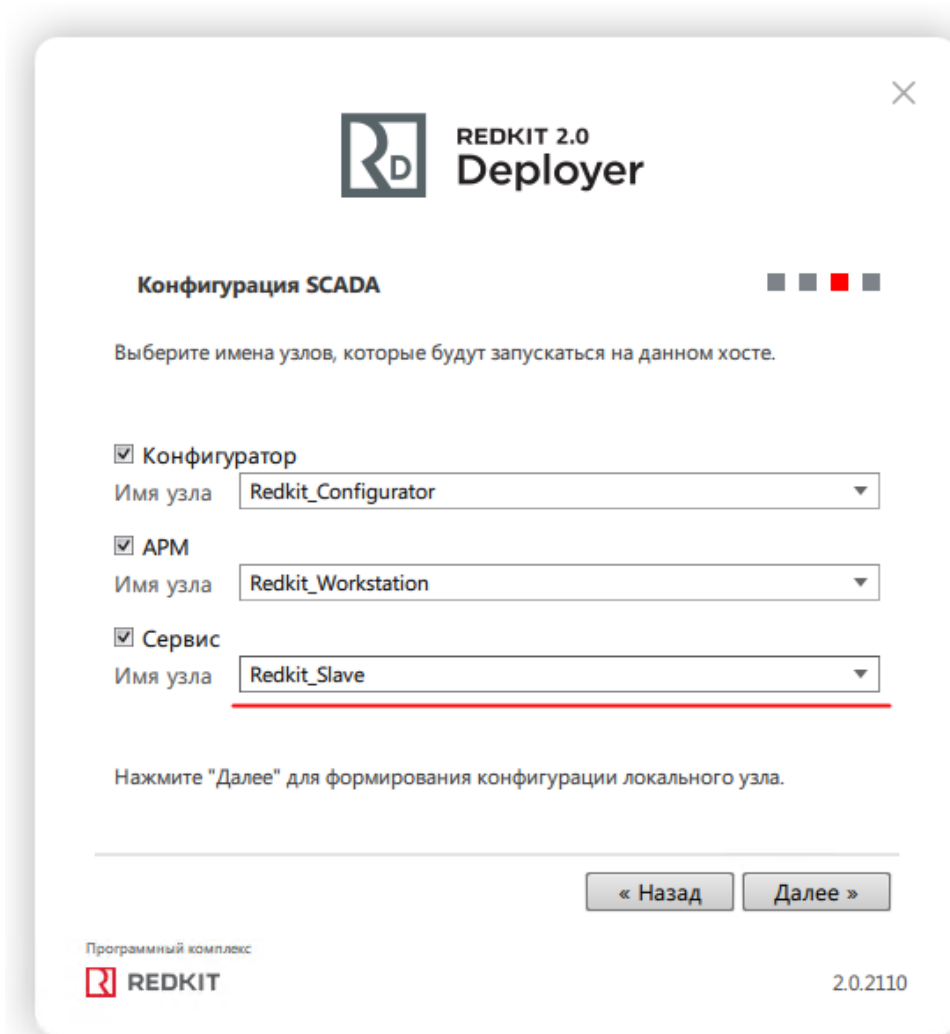 RD
REDKIT 2.0
Deployer
Конфигурация SCADA
Выберите имена узлов, которые будут запускаться на данном хосте.
Конфигуратор
Имя узла Redkit_Configurator
АРМ
Имя узла Redkit_Workstation
Сервис
Имя узла Redkit_Slave
Нажмите "Далее" для формирования конфигурации локального узла.
« Назад Далее »
Программный комплекс
REDKIT 2.0.2110